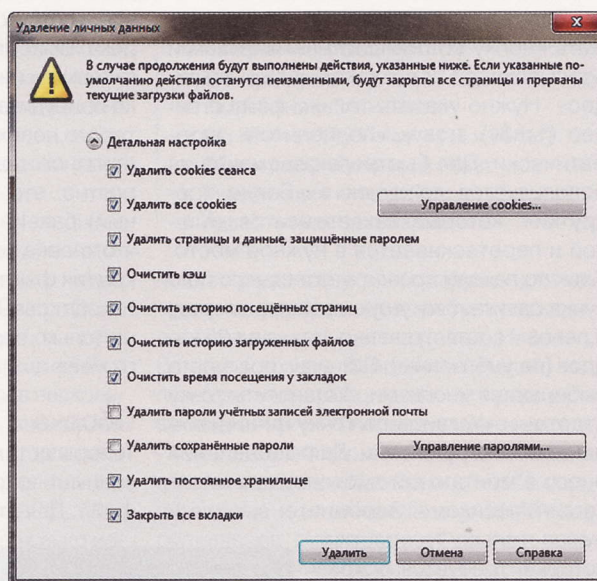 Удаление личных данных
В случае продолжения будут выполнены действия, указанные ниже. Если указанные по-
умолчанию действия останутся неизменными, будут закрыты все страницы и прерваны
текущие загрузки файлов.
Детальная настройка
Удалить cookies сеанса
Удалить все cookies
Управление cookies...
Удалить страницы и данные, защищённые паролем
Очистить кэш
Очистить историю посещённых страниц
Очистить историю загруженных файлов
Очистить время посещения у закладок
Удалить пароли учётных записей электронной почты
Удалить сохранённые пароли
Управление паролями...
Удалить постоянное хранилище
Закрыть все вкладки
Удалить
Отмена
Справка